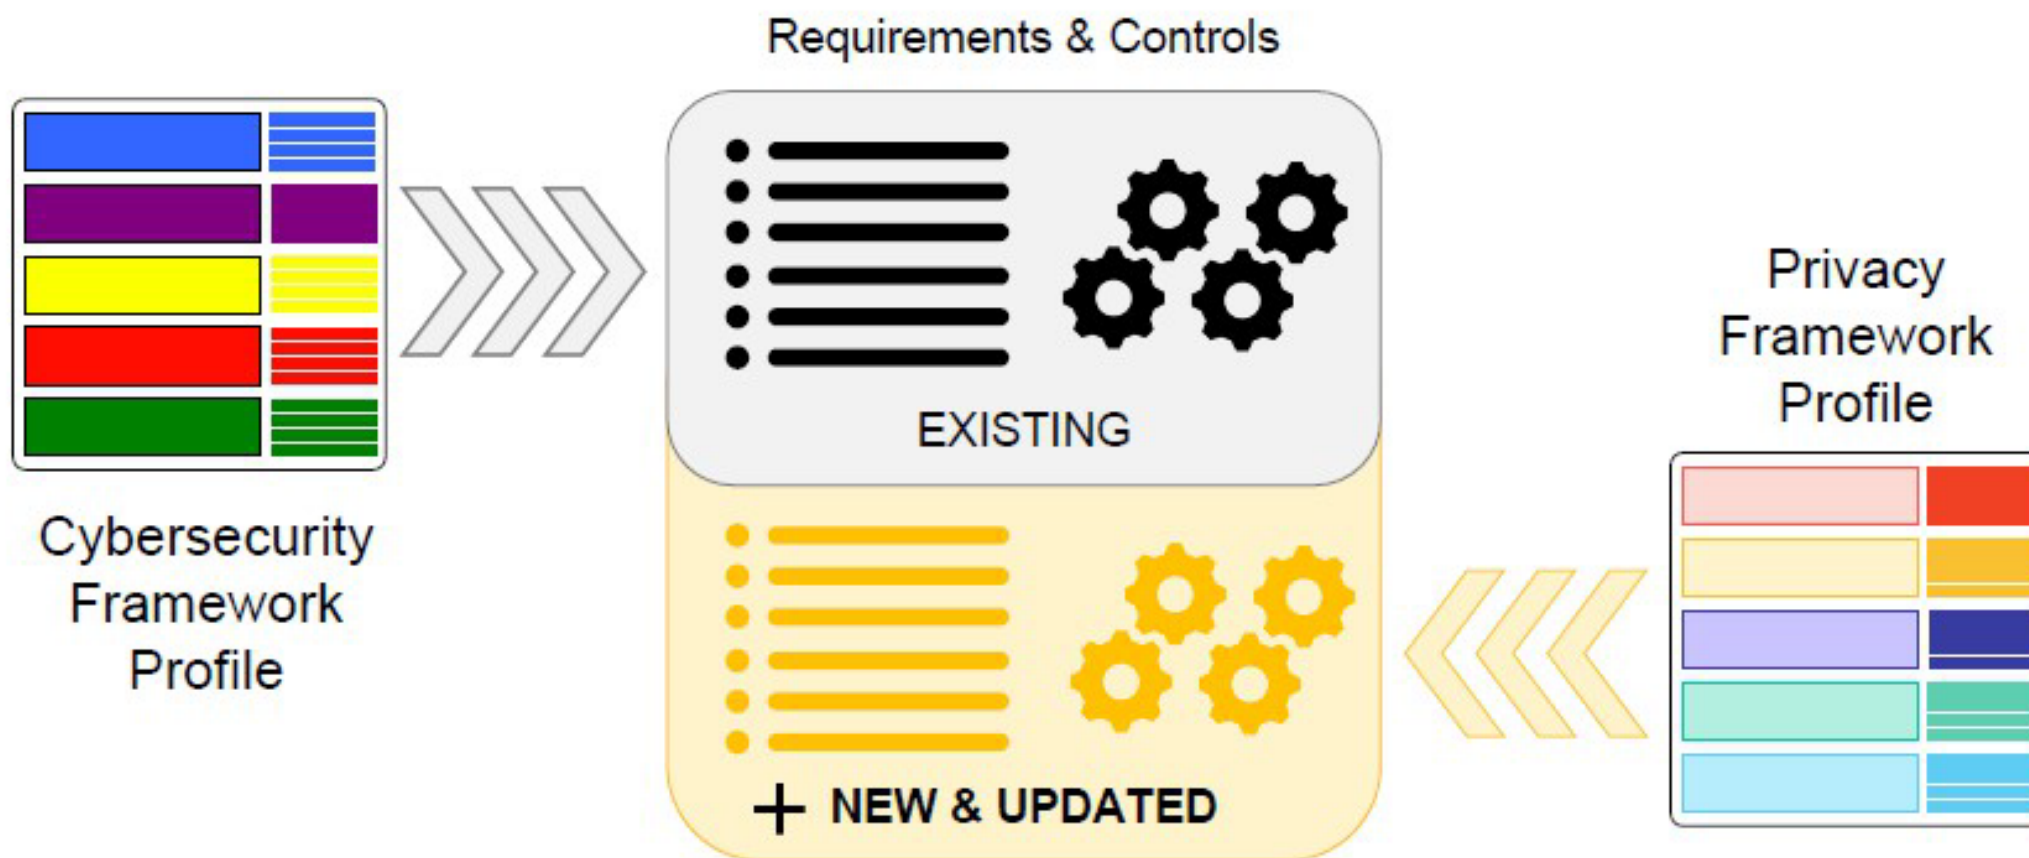 Requirements & Controls
EXISTING
Cybersecurity
Framework
Profile
Privacy
Framework
Profile
+ NEW & UPDATED